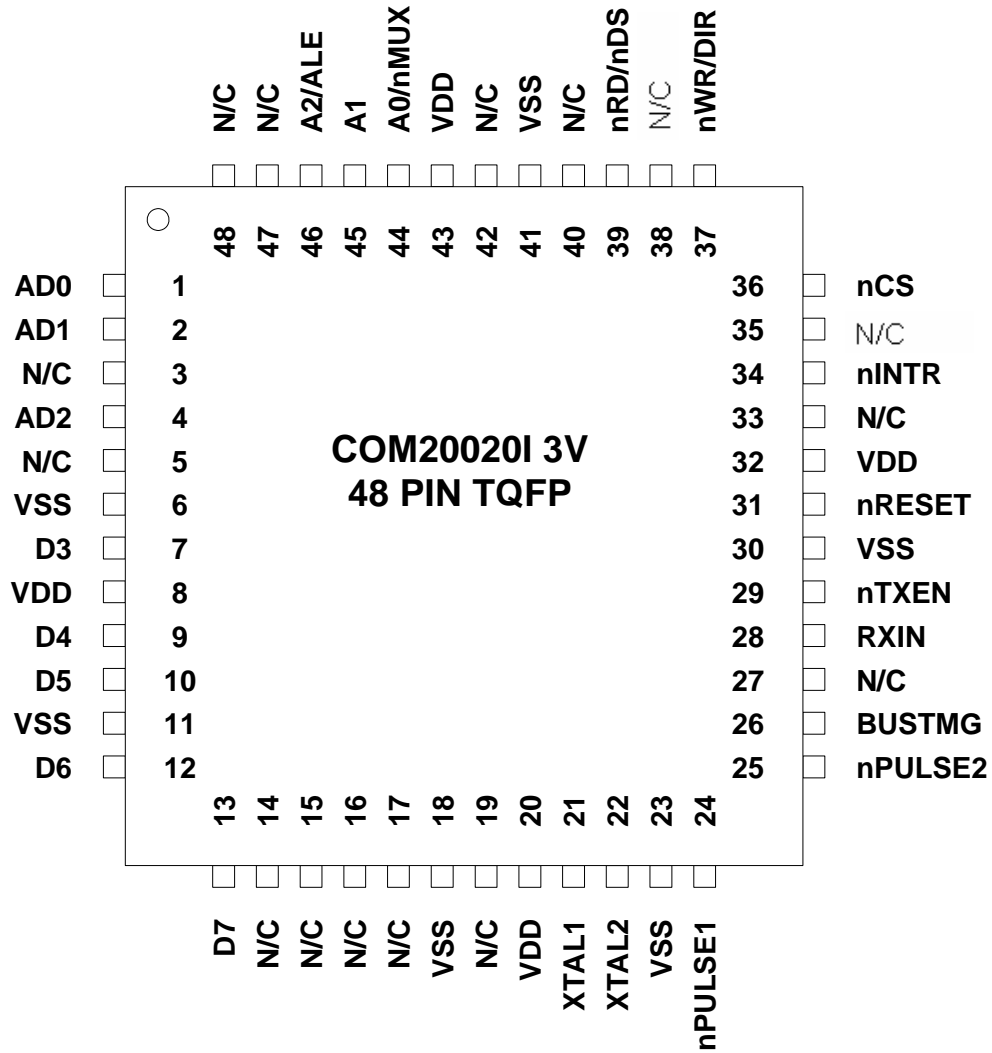 N/C
N/C
A2/ALE
A1
A0/nMUX
VDD
N/C
VSS
N/C
nRD/nDS
N/C
nWR/DIR
48
47
46
45
44
43
42
41
40
39
38
37
AD0 1
AD1 2
N/C 3
AD2 4
N/C 5
VSS 6
D3 7
VDD 8
D4 9
D5 10
VSS 11
D6 12
COM20020I 3V
48 PIN TQFP
36 nCS
35 N/C
34 nINTR
33 N/C
32 VDD
31 nRESET
30 VSS
29 nTXEN
28 RXIN
27 N/C
26 BUSTMG
25 nPULSE2
13
14
15
16
17
18
19
20
21
22
23
24
D7
N/C
N/C
N/C
N/C
VSS
N/C
VDD
XTAL1
XTAL2
VSS
nPULSE1